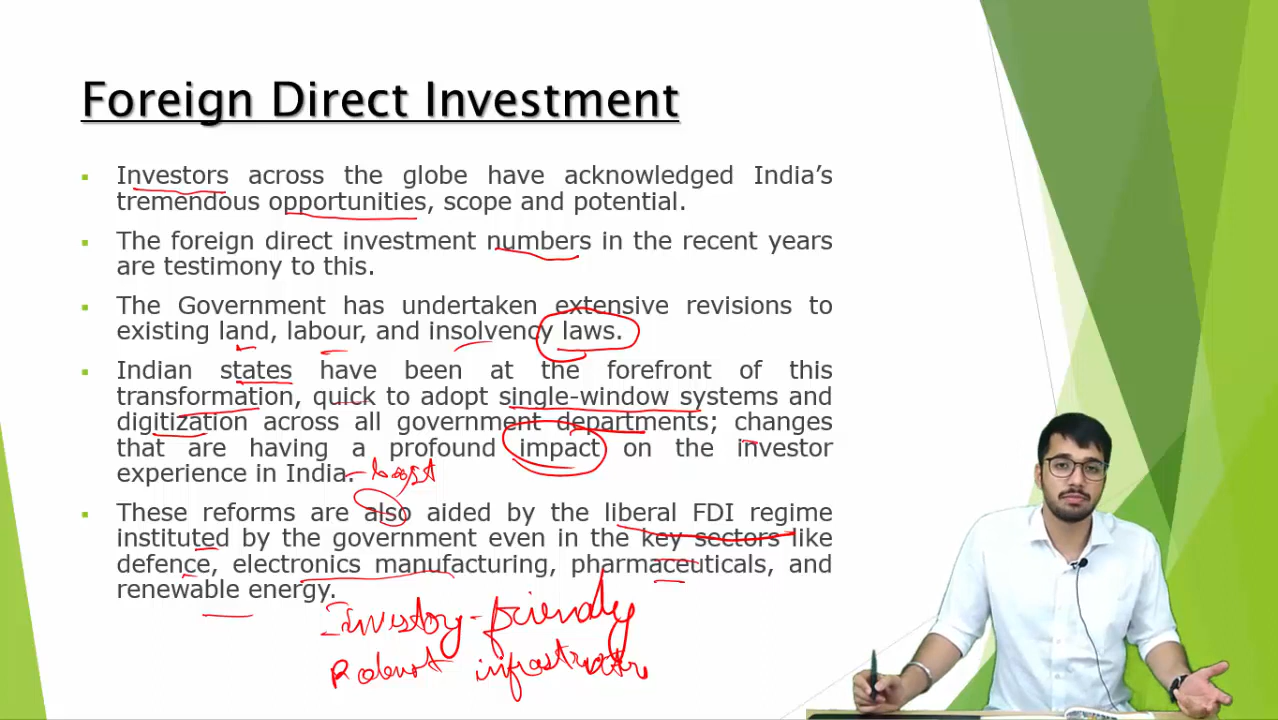 Foreign Direct Investment
▪ Investors across the globe have acknowledged India’s
tremendous opportunities, scope and potential.
▪ The foreign direct investment numbers in the recent years
are testimony to this.
▪ The Government has undertaken extensive revisions to
existing land, labour, and insolvency laws.
▪ Indian states have been at the forefront of this
transformation, quick to adopt single-window systems and
digitization across all government departments; changes
that are having a profound impact on the investor
experience in India.
▪ These reforms are also aided by the liberal FDI regime
instituted by the government even in the key sectors like
defence, electronics manufacturing, pharmaceuticals, and
renewable energy.
friendly
Robust